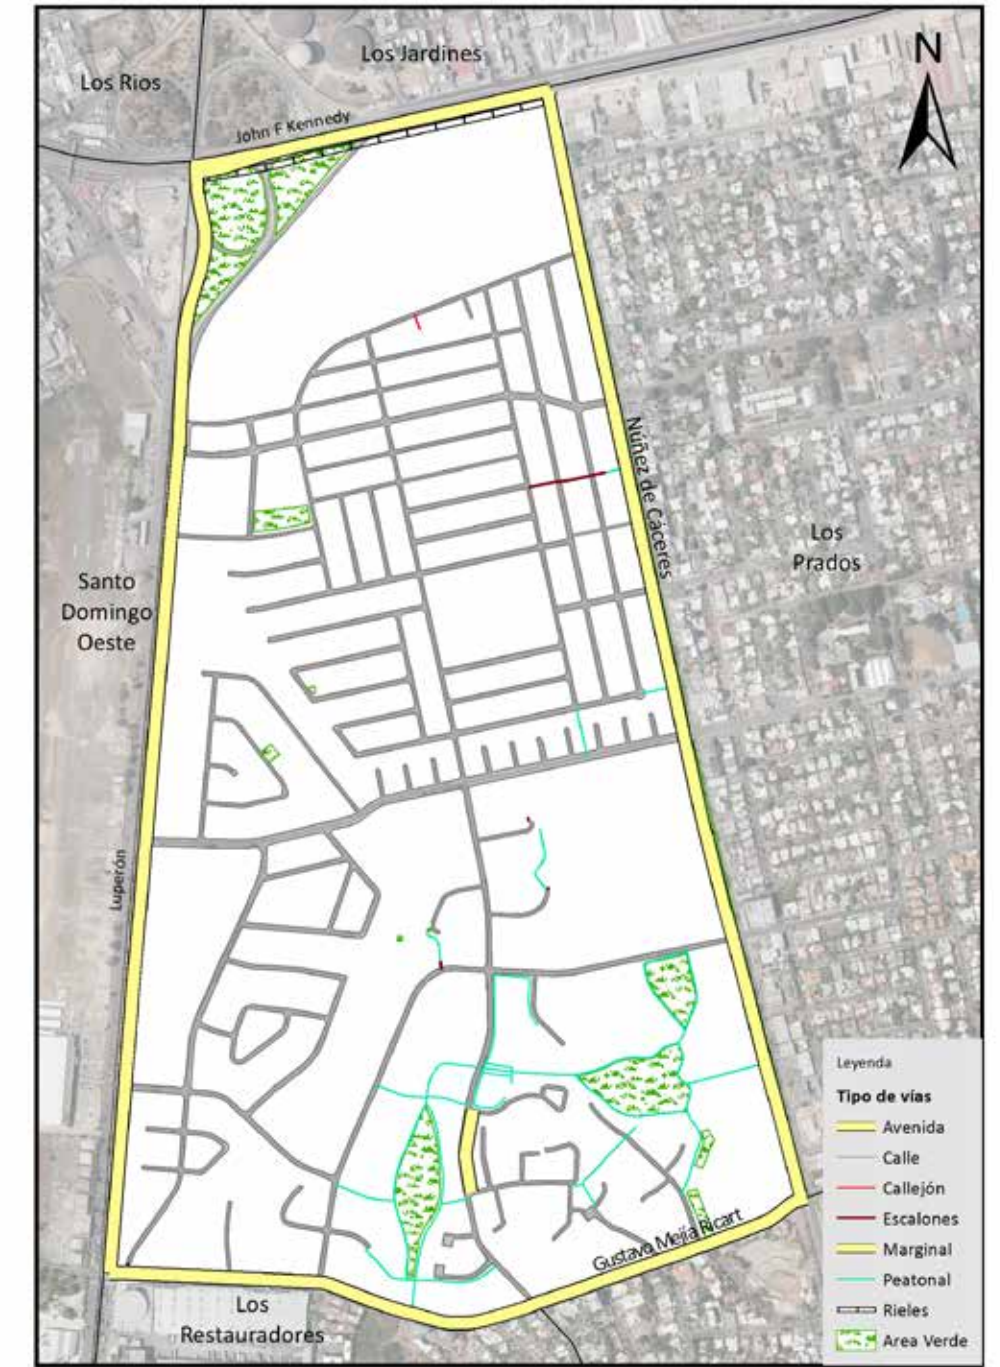 Los Jardines
N
Los Rios
John F Kennedy
Núñez de Cáceres
Los
Prados
Santo
Domingo
Oeste
Luperón
Gustavo Mejía Ricart
Los
Restauradores
Leyenda
Tipo de vías
Avenida
Calle
Callejón
Escalones
Marginal
Peatonal
Rieles
Area Verde